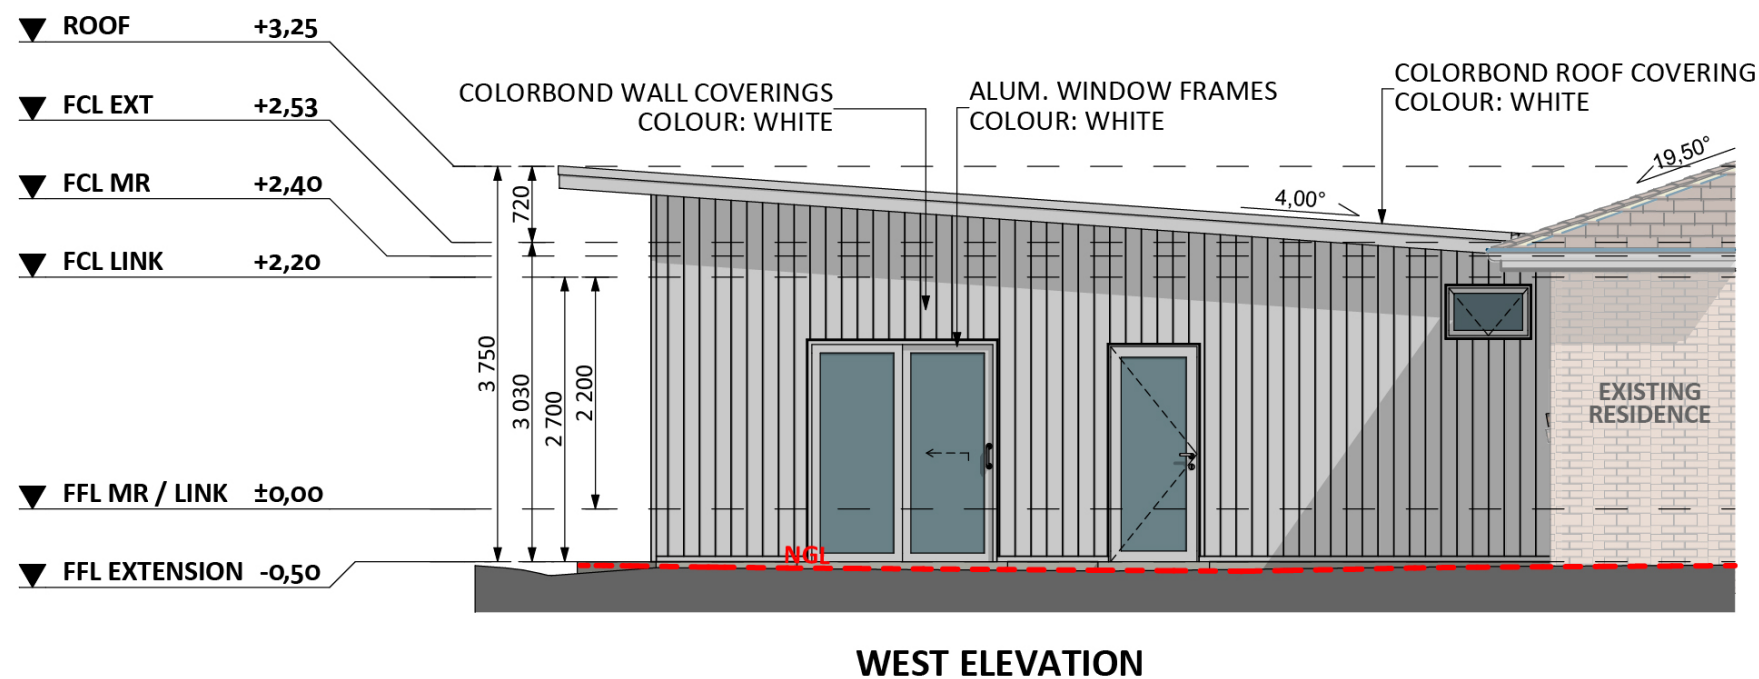 ROOF +3,25
FCL EXT +2,53
FCL MR +2,40
FCL LINK +2,20
FFL MR / LINK ±0,00
FFL EXTENSION -0,50
COLORBOND WALL COVERINGS
COLOUR: WHITE
ALUM. WINDOW FRAMES
COLOUR: WHITE
COLORBOND ROOF COVERING
COLOUR: WHITE
19,50°
4,00°
720
3 750
3 030
2 700
2 200
EXISTING
RESIDENCE
NGL
WEST ELEVATION